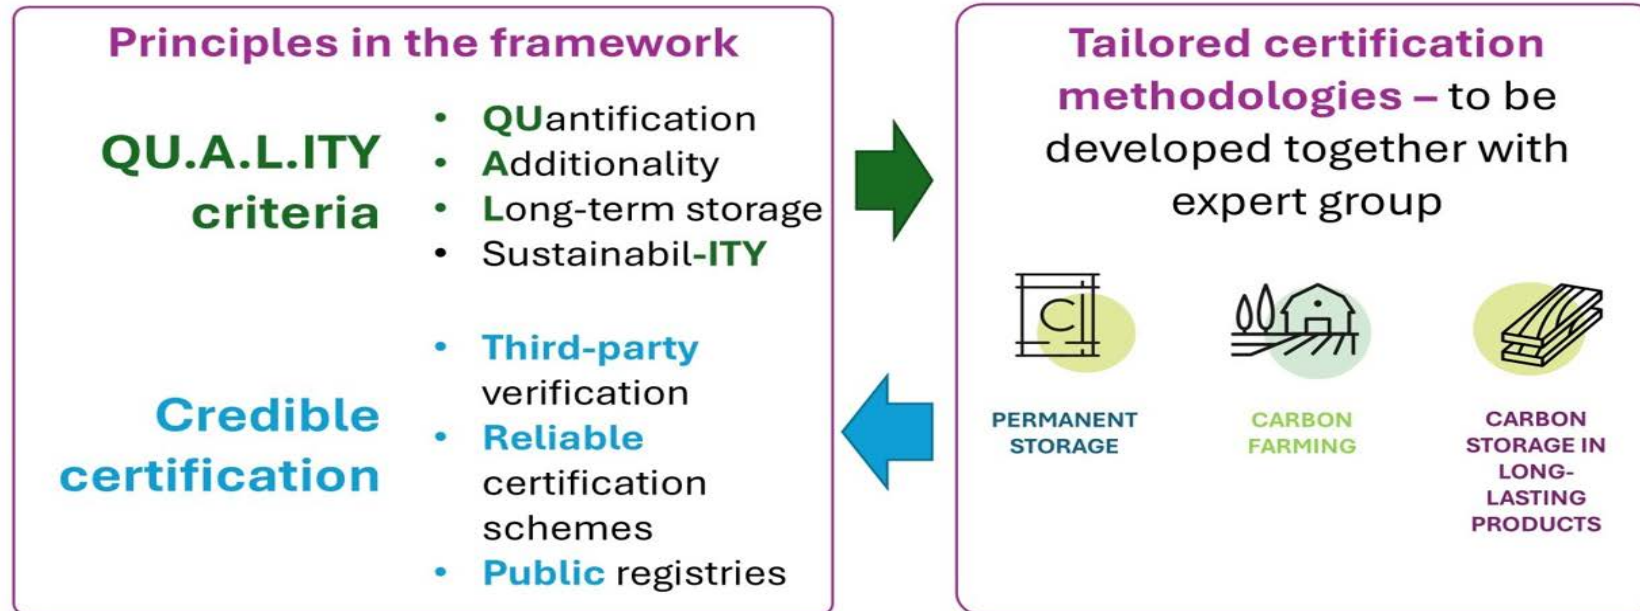 Principles in the framework
QU.A.L.ITY
criteria
• QUantification
• Additionality
• Long-term storage
• Sustainabil-ITY
Credible
certification
• Third-party
verification
• Reliable
certification
schemes
• Public registries
Tailored certification
methodologies – to be
developed together with
expert group
C
PERMANENT
STORAGE
CARBON
FARMING
CARBON
STORAGE IN
LONG-
LASTING
PRODUCTS